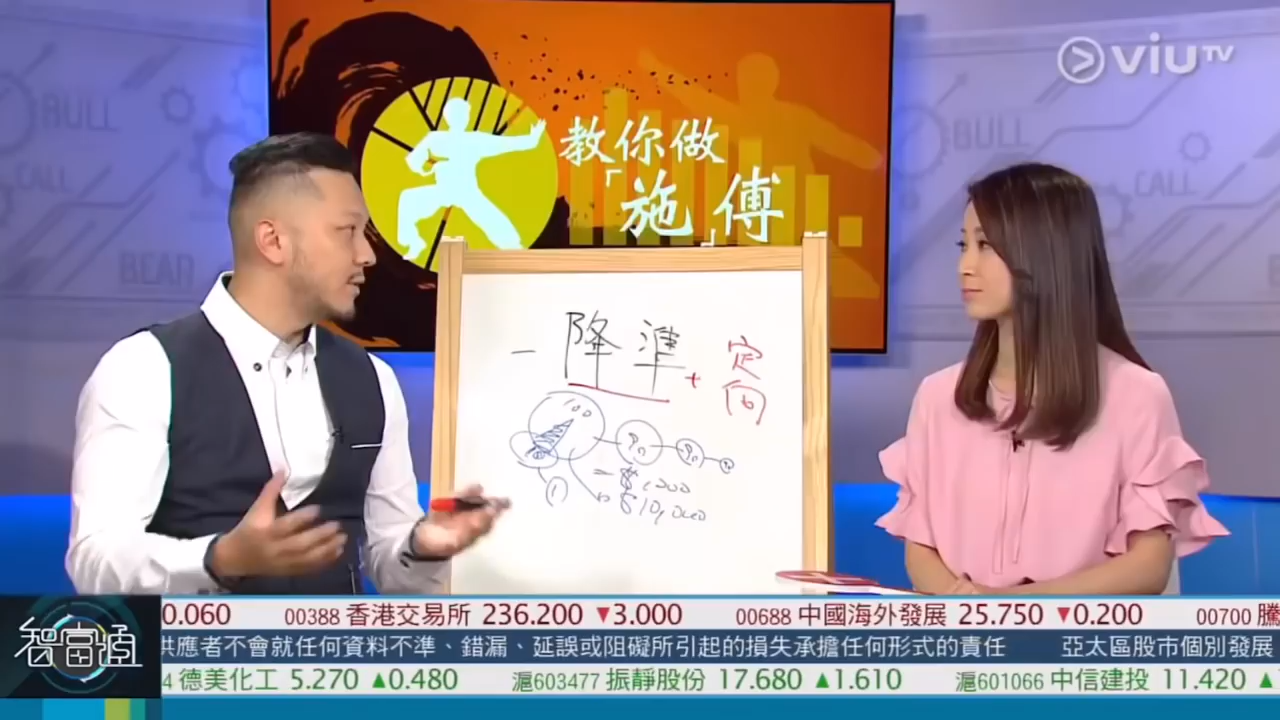 viuTV
BULL
CALL
BEAR
BULL
CALL
教你做
「施」傅
降準
+
定向
100
90
= $1000
$10,000
1
0.060 00388 香港交易所 236.200 ▼3.000 00688 中國海外發展 25.750 ▼0.200 00700 騰
智富通
供應者不會就任何資料不準、錯漏、延誤或阻礙所引起的損失承擔任何形式的責任 亞太區股市個別發展
4 德美化工 5.270 ▲0.480 滬603477 振靜股份 17.680 ▲1.610 滬601066 中信建投 11.420 ▲